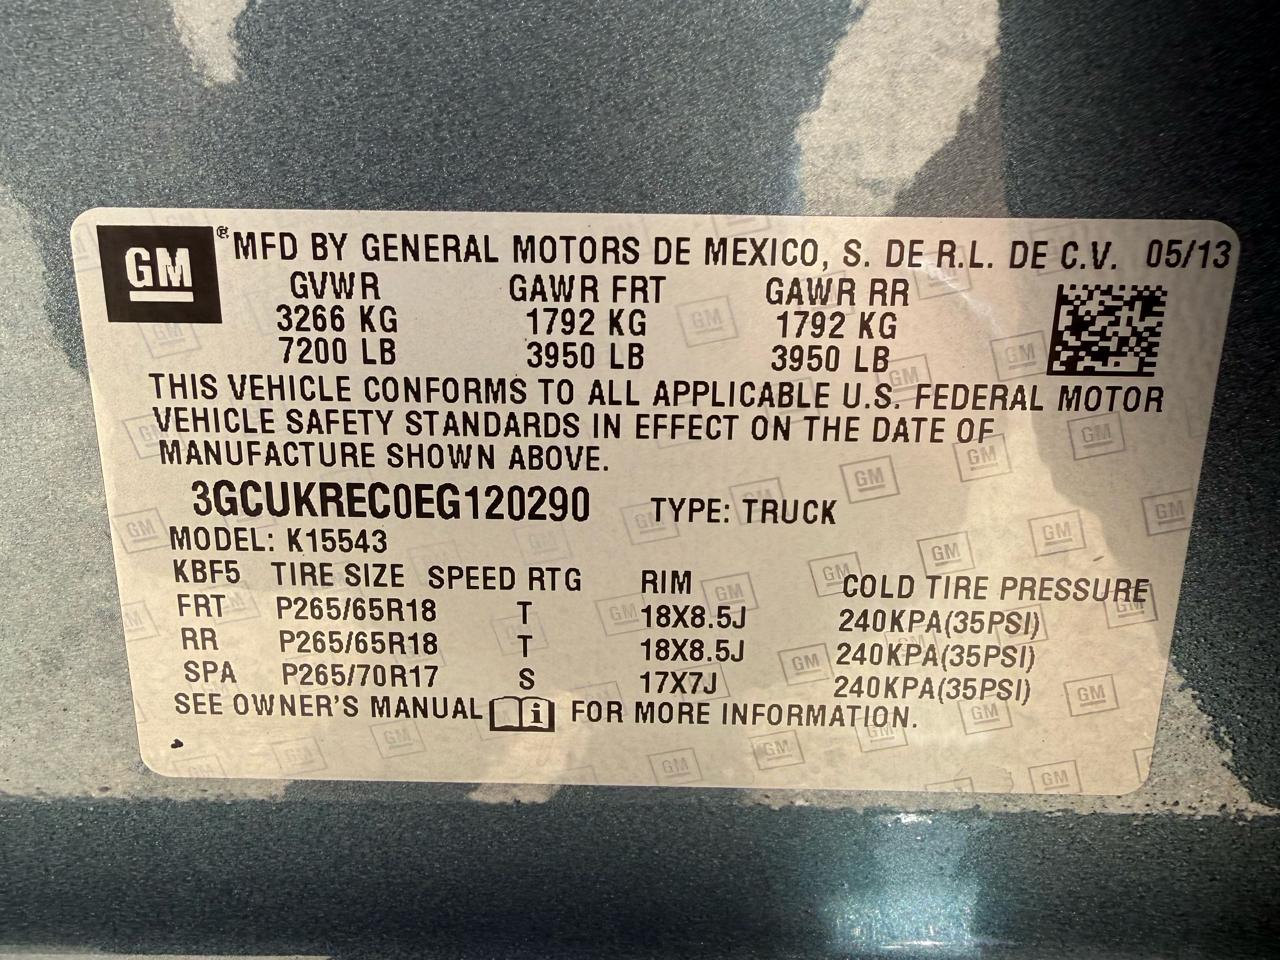 GM ® MFD BY GENERAL MOTORS DE MEXICO, S. DE R.L. DE C.V. 05/13
GVWR GAWR FRT GAWR RR
3266 KG 1792 KG 1792 KG
7200 LB 3950 LB 3950 LB
THIS VEHICLE CONFORMS TO ALL APPLICABLE U.S. FEDERAL MOTOR
VEHICLE SAFETY STANDARDS IN EFFECT ON THE DATE OF
MANUFACTURE SHOWN ABOVE.
3GCUKREC0EG120290 TYPE: TRUCK
MODEL: K15543
KBF5 TIRE SIZE SPEED RTG RIM COLD TIRE PRESSURE
FRT P265/65R18 T 18X8.5J 240KPA(35PSI)
RR P265/65R18 T 18X8.5J 240KPA(35PSI)
SPA P265/70R17 S 17X7J 240KPA(35PSI)
SEE OWNER'S MANUAL i FOR MORE INFORMATION.